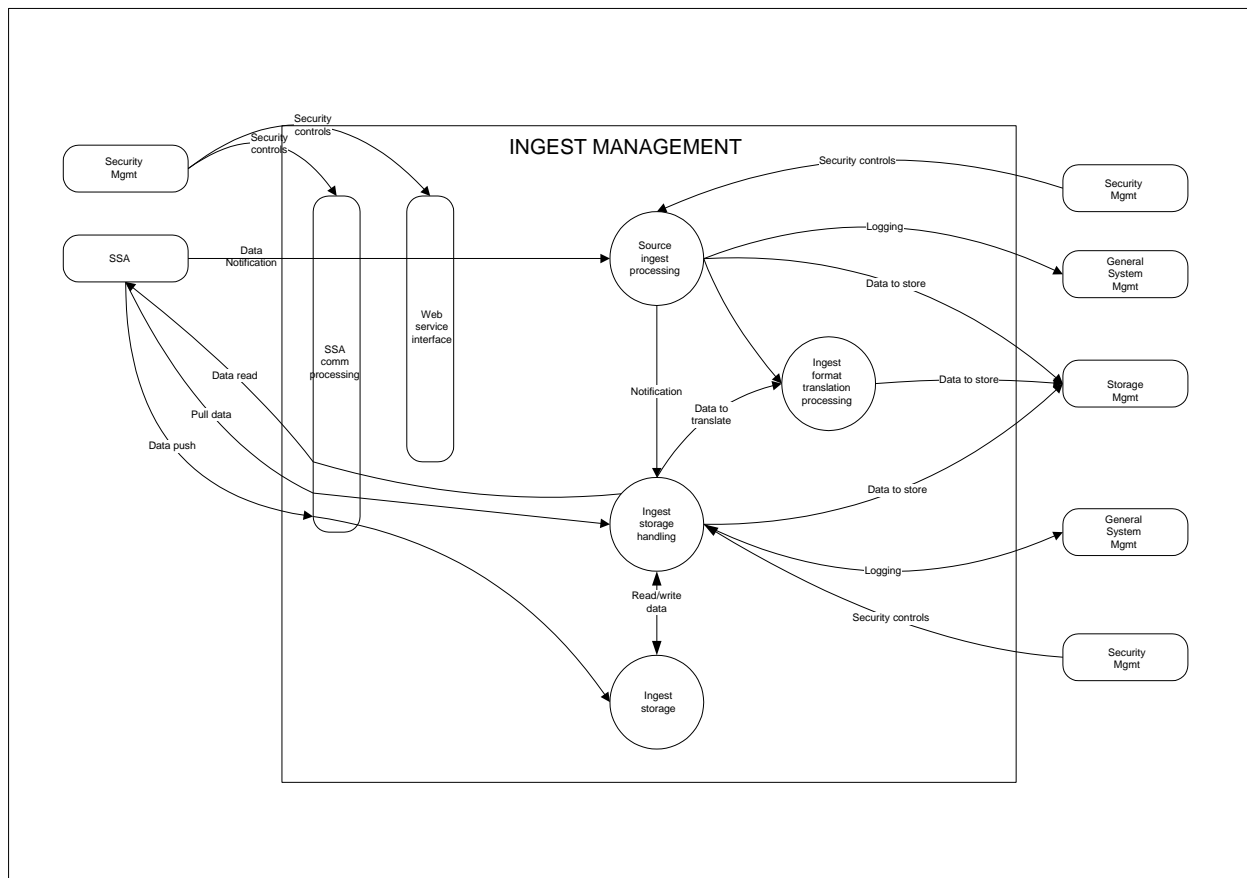 INGEST MANAGEMENT
Security
controls
Security
controls
Security
Mgmt
Security controls
Security
Mgmt
SSA
Data
Notification
Source
ingest
processing
Logging
General
System
Mgmt
Data to store
SSA
comm
processing
Web
service
interface
Data read
Pull data
Data push
Notification
Data to
translate
Ingest
format
translation
processing
Data to store
Storage
Mgmt
Data to store
Ingest
storage
handling
General
System
Mgmt
Logging
Read/write
data
Security controls
Security
Mgmt
Ingest
storage